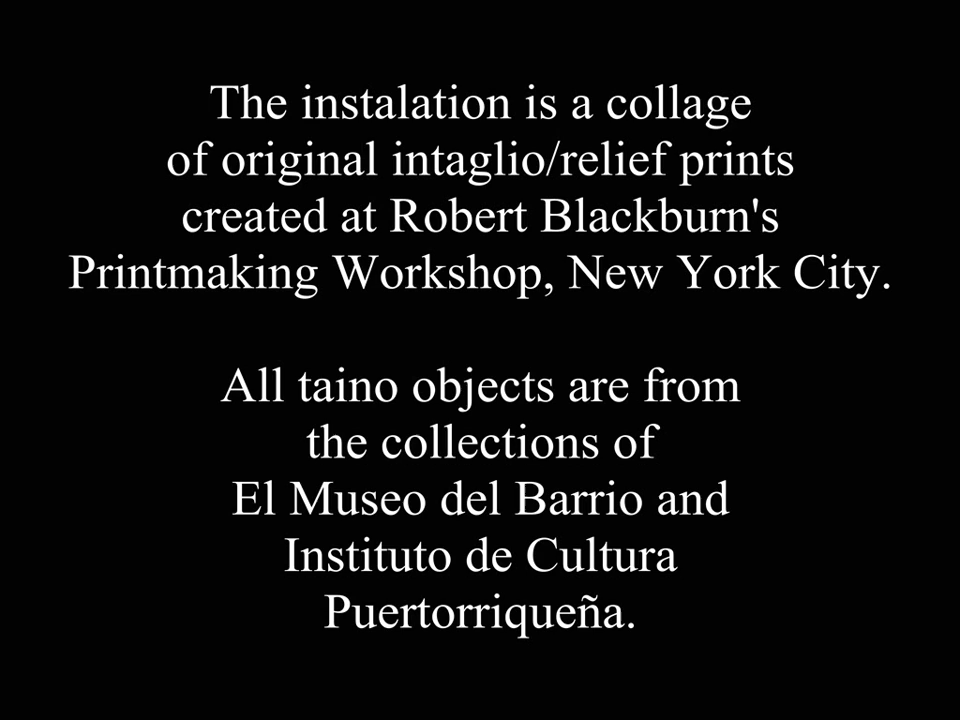 The instalation is a collage
of original intaglio/relief prints
created at Robert Blackburn's
Printmaking Workshop, New York City.
All taino objects are from
the collections of
El Museo del Barrio and
Instituto de Cultura
Puertorriqueña.